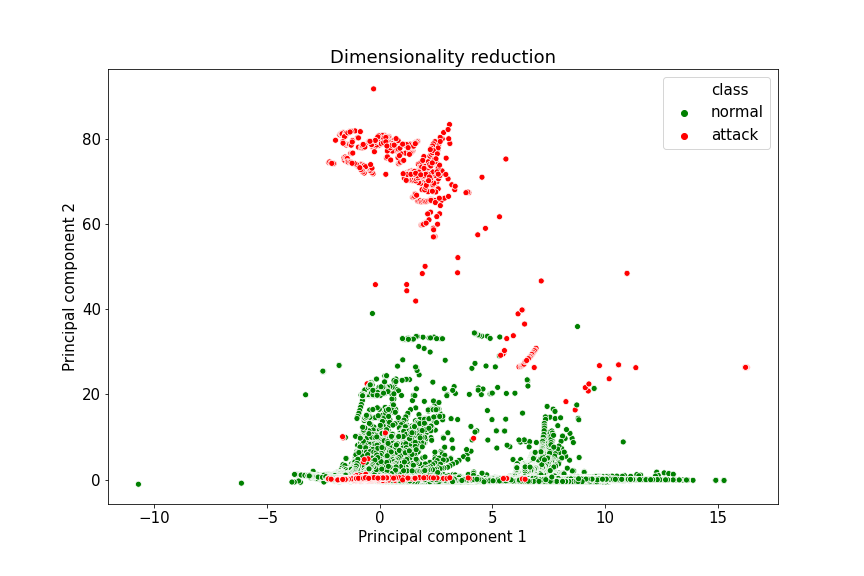 Dimensionality reduction
class
normal
attack
Principal component 2
80
60
40
20
0
−10
−5
0
5
10
15
Principal component 1